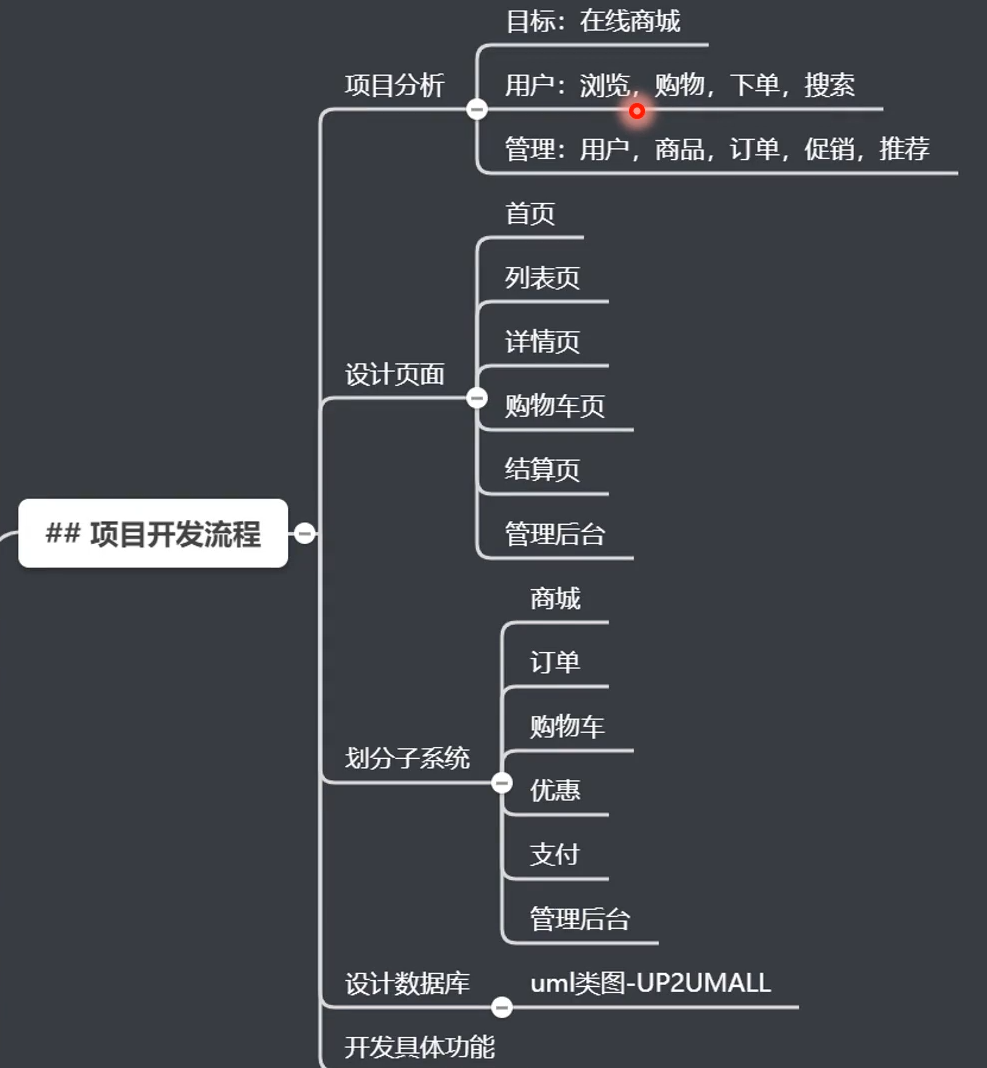 ## 项目开发流程
项目分析
目标：在线商城
用户：浏览，购物，下单，搜索
管理：用户，商品，订单，促销，推荐
设计页面
首页
列表页
详情页
购物车页
结算页
管理后台
划分子系统
商城
订单
购物车
优惠
支付
管理后台
设计数据库
uml类图-UP2UMALL
开发具体功能